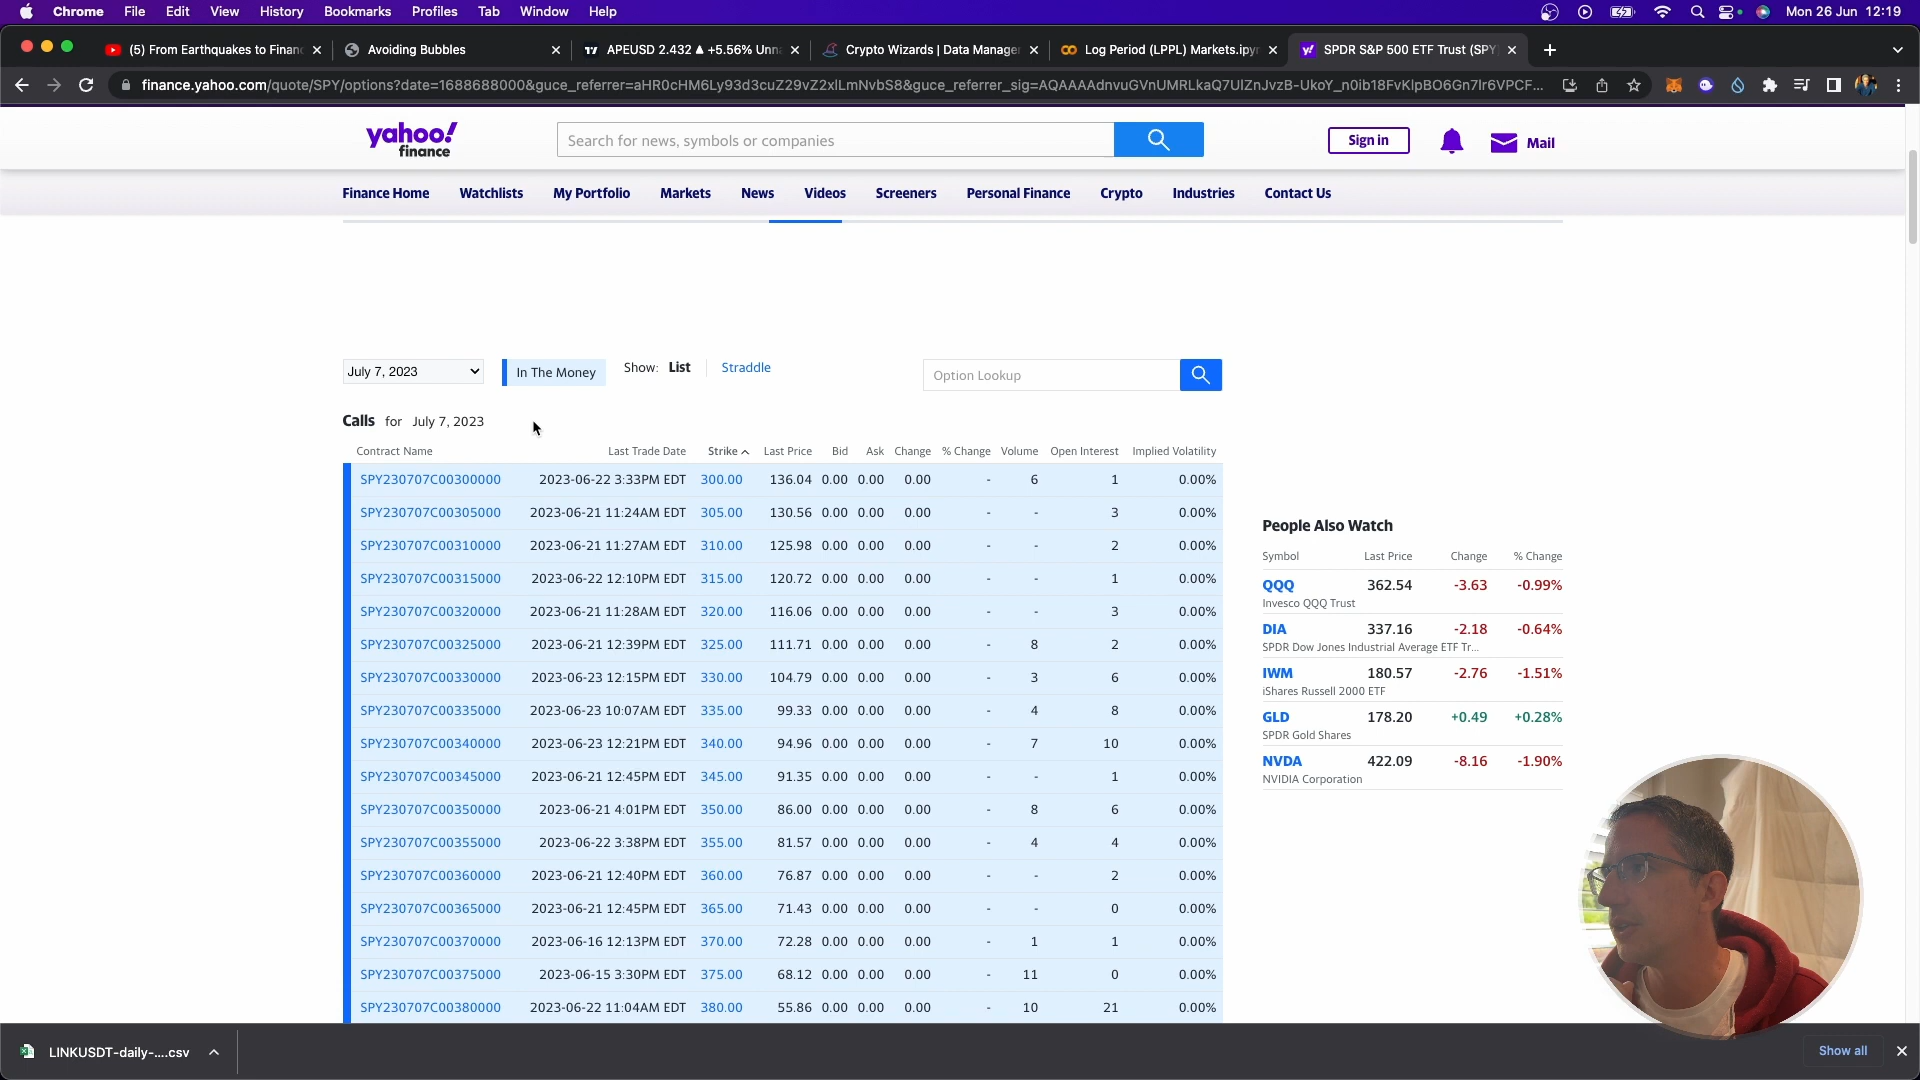 Chrome File Edit View History Bookmarks Profiles Tab Window Help Mon 26 Jun 12:19
(5) From Earthquakes to Finan Avoiding Bubbles APEUSD 2.432 ▲ +5.56% Unna Crypto Wizards | Data Manager Log Period (LPPL) Markets.ipyn SPDR S&P 500 ETF Trust (SPY)
finance.yahoo.com/quote/SPY/options?date=1688688000&guce_referrer=aHR0cHM6Ly93d3cuZ29vZ2xlLmNvbS8&guce_referrer_sig=AQAAAAdnvuGVnUMRLkaQ7UlZnJvzB-UkoY_n0ib18FvKlpBO6Gn7lr6VPCF...
yahoo! finance
Search for news, symbols or companies
Sign in Mail
Finance Home Watchlists My Portfolio Markets News Videos Screeners Personal Finance Crypto Industries Contact Us
July 7, 2023 In The Money Show: List Straddle Option Lookup
Calls for July 7, 2023
Contract Name Last Trade Date Strike Last Price Bid Ask Change % Change Volume Open Interest Implied Volatility
SPY230707C00300000 2023-06-22 3:33PM EDT 300.00 136.04 0.00 0.00 0.00 - 6 1 0.00%
SPY230707C00305000 2023-06-21 11:24AM EDT 305.00 130.56 0.00 0.00 0.00 - - 3 0.00%
SPY230707C00310000 2023-06-21 11:27AM EDT 310.00 125.98 0.00 0.00 0.00 - - 2 0.00%
SPY230707C00315000 2023-06-22 12:10PM EDT 315.00 120.72 0.00 0.00 0.00 - - 1 0.00%
SPY230707C00320000 2023-06-21 11:28AM EDT 320.00 116.06 0.00 0.00 0.00 - - 3 0.00%
SPY230707C00325000 2023-06-21 12:39PM EDT 325.00 111.71 0.00 0.00 0.00 - 8 2 0.00%
SPY230707C00330000 2023-06-23 12:15PM EDT 330.00 104.79 0.00 0.00 0.00 - 3 6 0.00%
SPY230707C00335000 2023-06-23 10:07AM EDT 335.00 99.33 0.00 0.00 0.00 - 4 8 0.00%
SPY230707C00340000 2023-06-23 12:21PM EDT 340.00 94.96 0.00 0.00 0.00 - 7 10 0.00%
SPY230707C00345000 2023-06-21 12:45PM EDT 345.00 91.35 0.00 0.00 0.00 - - 1 0.00%
SPY230707C00350000 2023-06-21 4:01PM EDT 350.00 86.00 0.00 0.00 0.00 - 8 6 0.00%
SPY230707C00355000 2023-06-22 3:38PM EDT 355.00 81.57 0.00 0.00 0.00 - 4 4 0.00%
SPY230707C00360000 2023-06-21 12:40PM EDT 360.00 76.87 0.00 0.00 0.00 - - 2 0.00%
SPY230707C00365000 2023-06-21 12:45PM EDT 365.00 71.43 0.00 0.00 0.00 - - 0 0.00%
SPY230707C00370000 2023-06-16 12:13PM EDT 370.00 72.28 0.00 0.00 0.00 - 1 1 0.00%
SPY230707C00375000 2023-06-15 3:30PM EDT 375.00 68.12 0.00 0.00 0.00 - 11 0 0.00%
SPY230707C00380000 2023-06-22 11:04AM EDT 380.00 55.86 0.00 0.00 0.00 - 10 21 0.00%
People Also Watch
Symbol Last Price Change % Change
QQQ 362.54 -3.63 -0.99%
Invesco QQQ Trust
DIA 337.16 -2.18 -0.64%
SPDR Dow Jones Industrial Average ETF Tr...
IWM 180.57 -2.76 -1.51%
iShares Russell 2000 ETF
GLD 178.20 +0.49 +0.28%
SPDR Gold Shares
NVDA 422.09 -8.16 -1.90%
NVIDIA Corporation
LINKUSDT-daily-....csv Show all